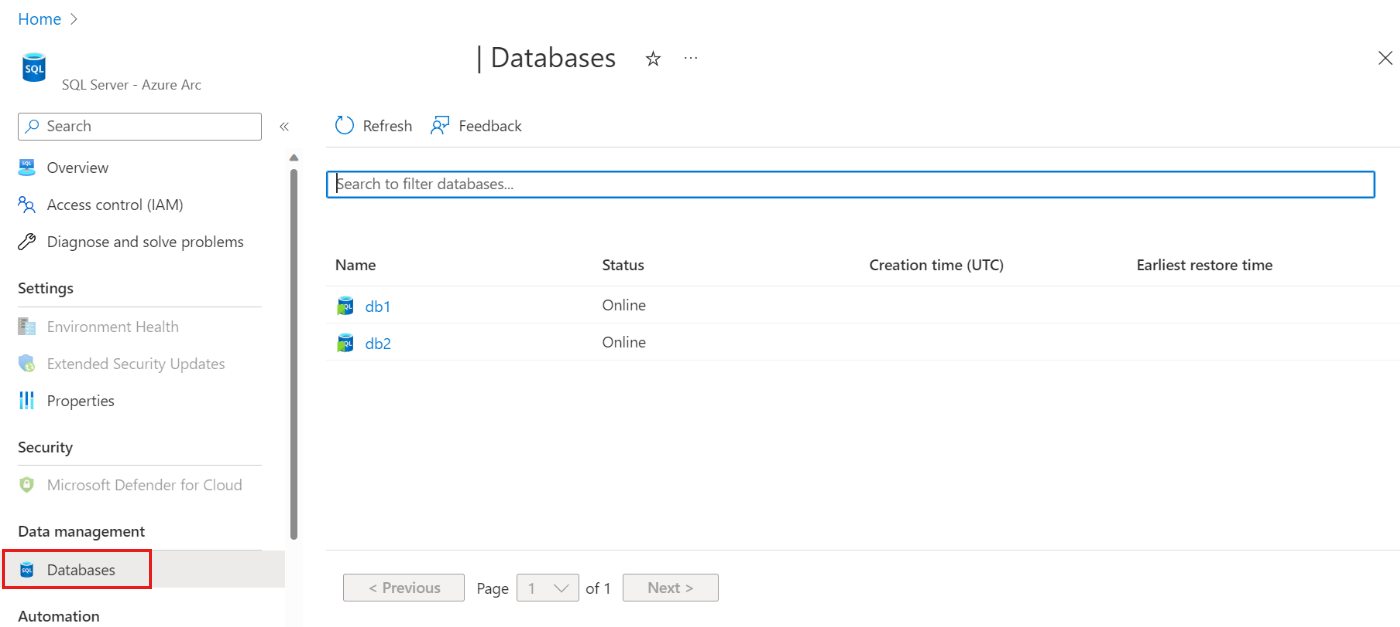 Home >
| Databases ☆ ...
SQL
SQL Server - Azure Arc
Search «
Refresh Feedback
Overview
Search to filter databases...
Access control (IAM)
Diagnose and solve problems
Name Status Creation time (UTC) Earliest restore time
Settings
db1 Online
Environment Health
db2 Online
Extended Security Updates
Properties
Security
Microsoft Defender for Cloud
Data management
Databases
< Previous Page 1 of 1 Next >
Automation